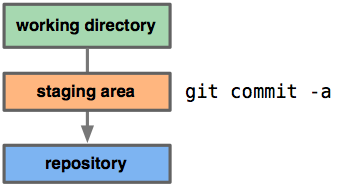 working directory
staging area
git commit -a
repository